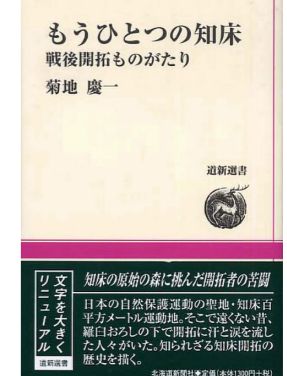 もうひとつの知床
戦後開拓ものがたり
菊地 慶一
道新選書
文字を大きく
リニューアル
道新選書
知床の原始の森に挑んだ開拓者の苦闘
日本の自然保護運動の聖地・知床百
平方メートル運動地。そこで遠くない昔、
羅臼おろしの下で開拓に汗と涙を流し
た人々がいた。知られざる知床開拓の
歴史を描く。
北海道新聞社◆定価(本体1300円+税)